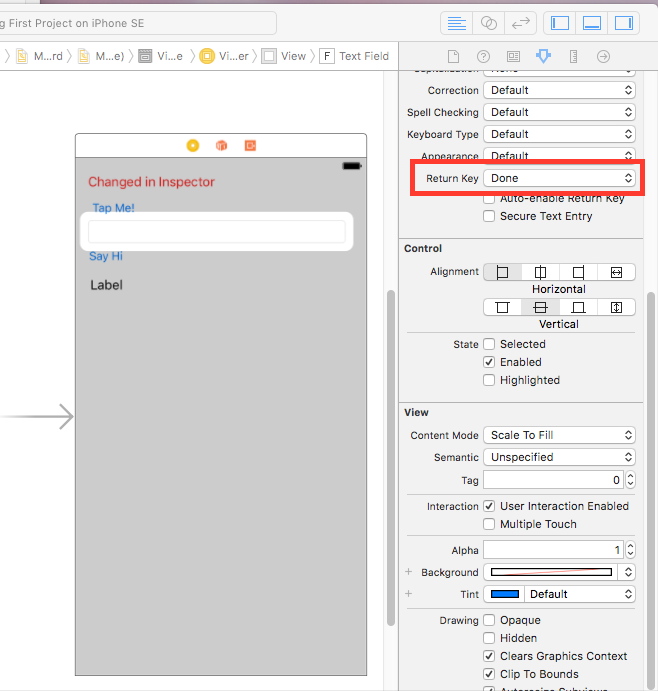 g First Project on iPhone SE
M...rd
M...e)
Vi...e
Vi...er
View
F
Text Field
Correction Default
Spell Checking Default
Keyboard Type Default
Appearance Default
Return Key Done
Auto-enable Return Key
Secure Text Entry
Control
Alignment
Horizontal
Vertical
State Selected
Enabled
Highlighted
View
Content Mode Scale To Fill
Semantic Unspecified
Tag 0
Interaction User Interaction Enabled
Multiple Touch
Alpha 1
+ Background
+ Tint Default
Drawing Opaque
Hidden
Clears Graphics Context
Clip To Bounds
Autoresize Subviews
Changed in Inspector
Tap Me!
Say Hi
Label